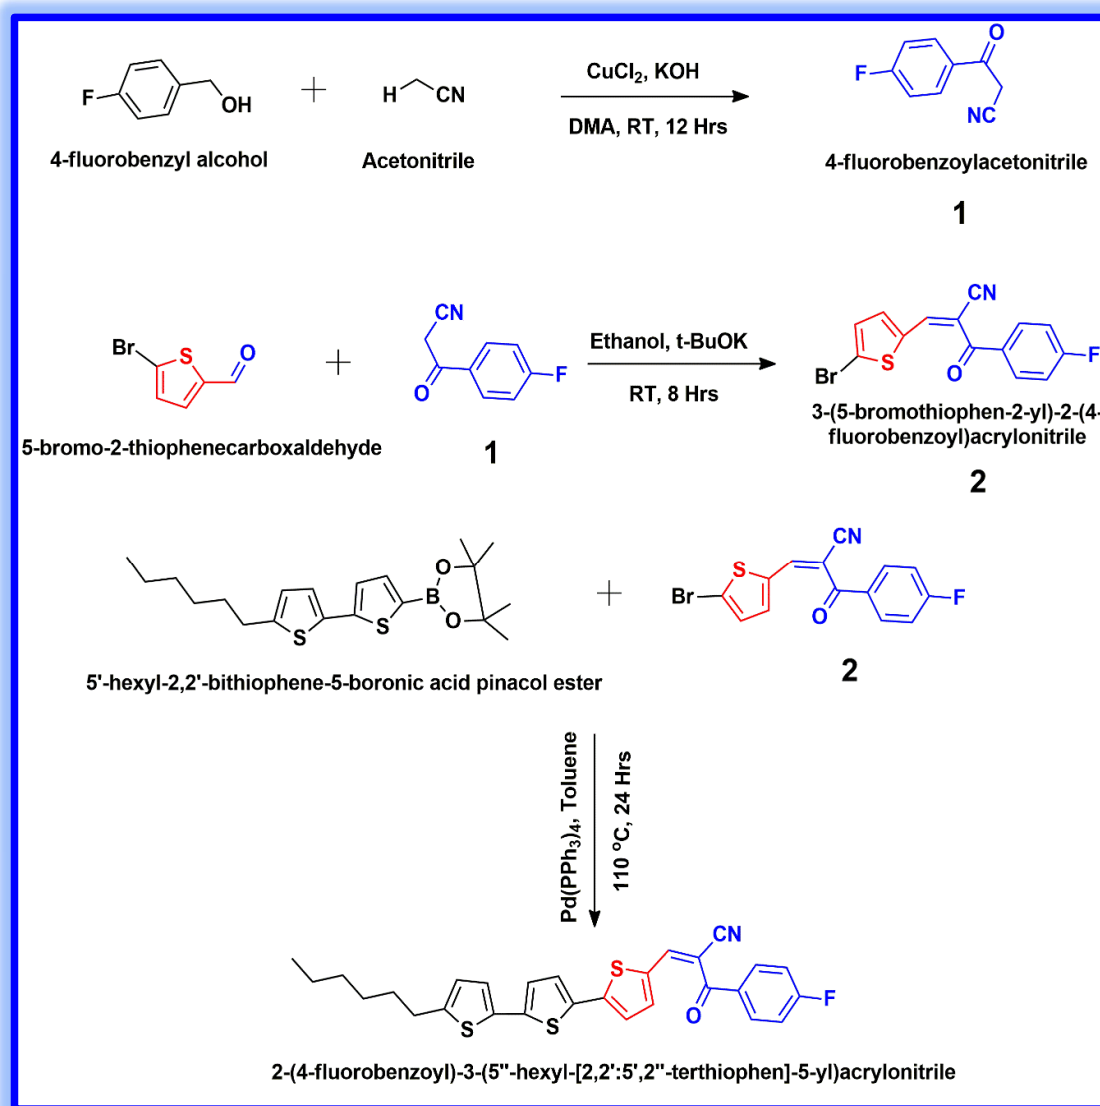 F
OH
H
CN
CuCl2, KOH
DMA, RT, 12 Hrs
F
O
NC
4-fluorobenzyl alcohol
Acetonitrile
4-fluorobenzoylacetonitrile
1
Br
S
O
CN
O
F
Ethanol, t-BuOK
RT, 8 Hrs
CN
S
Br
O
F
5-bromo-2-thiophenecarboxaldehyde
1
3-(5-bromothiophen-2-yl)-2-(4-
fluorobenzoyl)acrylonitrile
2
S
S
B
O
O
Br
S
CN
O
F
5'-hexyl-2,2'-bithiophene-5-boronic acid pinacol ester
2
Pd(PPh3)4, Toluene
110 °C, 24 Hrs
S
S
S
CN
O
F
2-(4-fluorobenzoyl)-3-(5''-hexyl-[2,2':5',2''-terthiophen]-5-yl)acrylonitrile